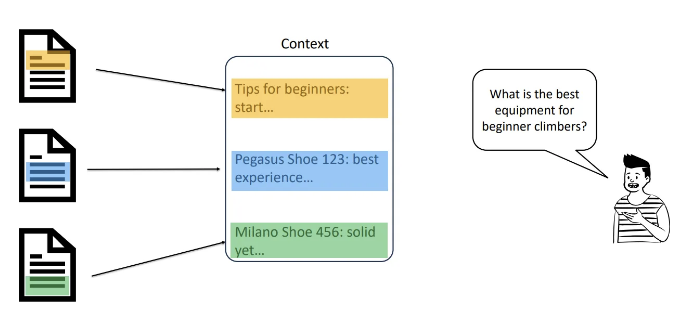 Context
Tips for beginners:
start...
Pegasus Shoe 123: best
experience...
Milano Shoe 456: solid
yet...
What is the best
equipment for
beginner climbers?